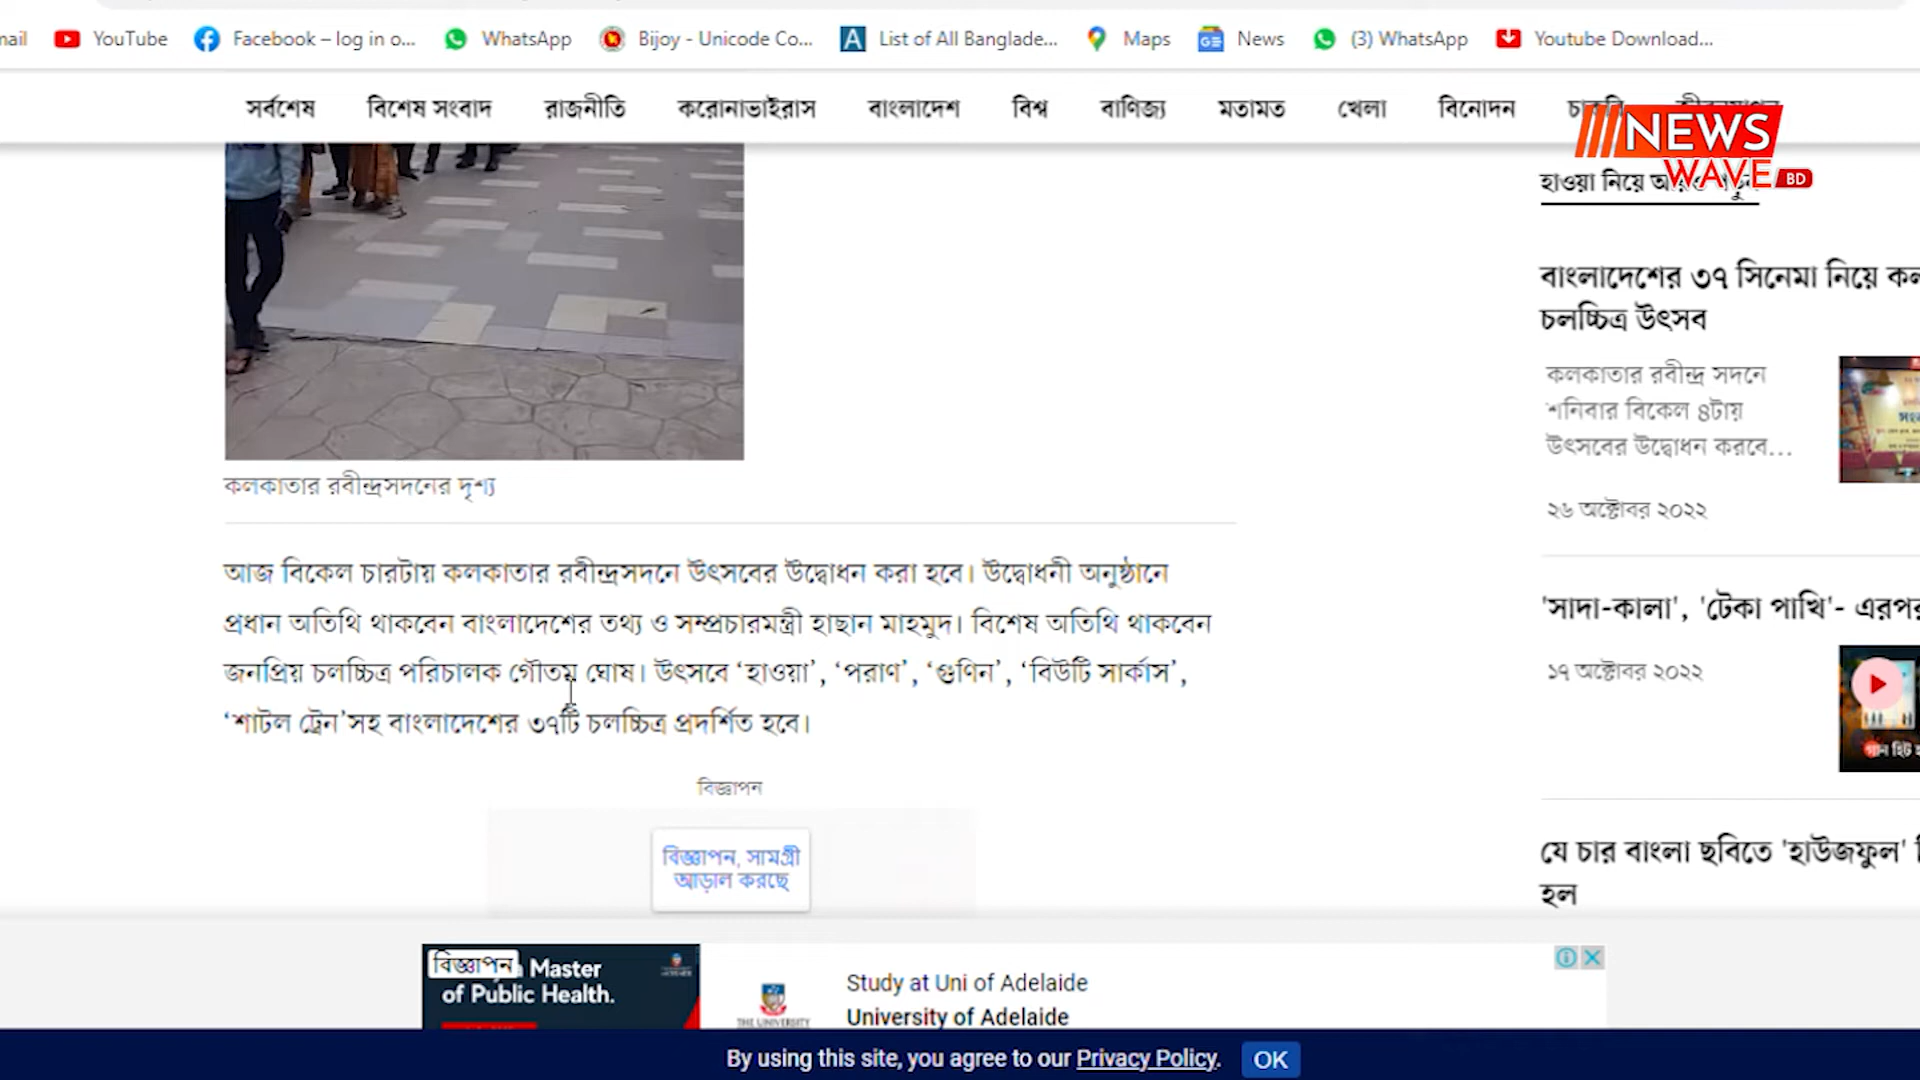 mail YouTube Facebook – log in o... WhatsApp Bijoy - Unicode Co... List of All Banglade... Maps News (3) WhatsApp Youtube Download...
সর্বশেষ বিশেষ সংবাদ রাজনীতি করোনাভাইরাস বাংলাদেশ বিশ্ব বাণিজ্য মতামত খেলা বিনোদন
NEWS
WAVE BD
হাওয়া নিয়ে
কলকাতার রবীন্দ্রসদনের দৃশ্য
আজ বিকেল চারটায় কলকাতার রবীন্দ্রসদনে উৎসবের উদ্বোধন করা হবে। উদ্বোধনী অনুষ্ঠানে
প্রধান অতিথি থাকবেন বাংলাদেশের তথ্য ও সম্প্রচারমন্ত্রী হাছান মাহমুদ। বিশেষ অতিথি থাকবেন
জনপ্রিয় চলচ্চিত্র পরিচালক গৌতম ঘোষ। উৎসবে ‘হাওয়া’, ‘পরাণ’, ‘গুণিন’, ‘বিউটি সার্কাস’,
‘শাটল ট্রেন’সহ বাংলাদেশের ৩৭টি চলচ্চিত্র প্রদর্শিত হবে।
বাংলাদেশের ৩৭ সিনেমা নিয়ে কল
চলচ্চিত্র উৎসব
কলকাতার রবীন্দ্র সদনে
শনিবার বিকেল ৪টায়
উৎসবের উদ্বোধন করবে...
২৬ অক্টোবর ২০২২
'সাদা-কালা', 'টেকা পাখি'- এরপর
১৭ অক্টোবর ২০২২
যে চার বাংলা ছবিতে 'হাউজফুল'
হল
বিজ্ঞাপন
বিজ্ঞাপন, সামগ্রী
আড়াল করছে
বিজ্ঞাপন Master
of Public Health.
THE UNIVERSITY
Study at Uni of Adelaide
University of Adelaide
By using this site, you agree to our Privacy Policy. OK